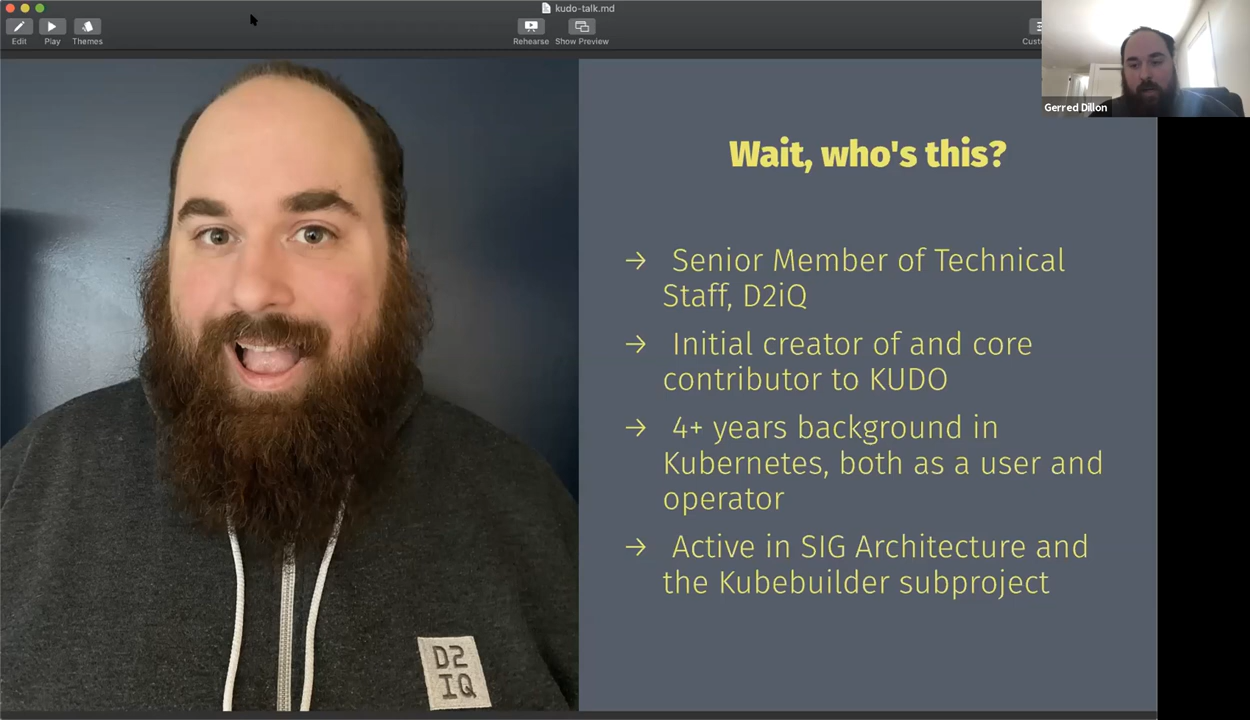 kudo-talk.md
Edit
Play
Themes
Rehearse
Show Preview
Gerred Dillon
Wait, who's this?
→ Senior Member of Technical
Staff, D2iQ
→ Initial creator of and core
contributor to KUDO
→ 4+ years background in
Kubernetes, both as a user and
operator
→ Active in SIG Architecture and
the Kubebuilder subproject
D2
IQ